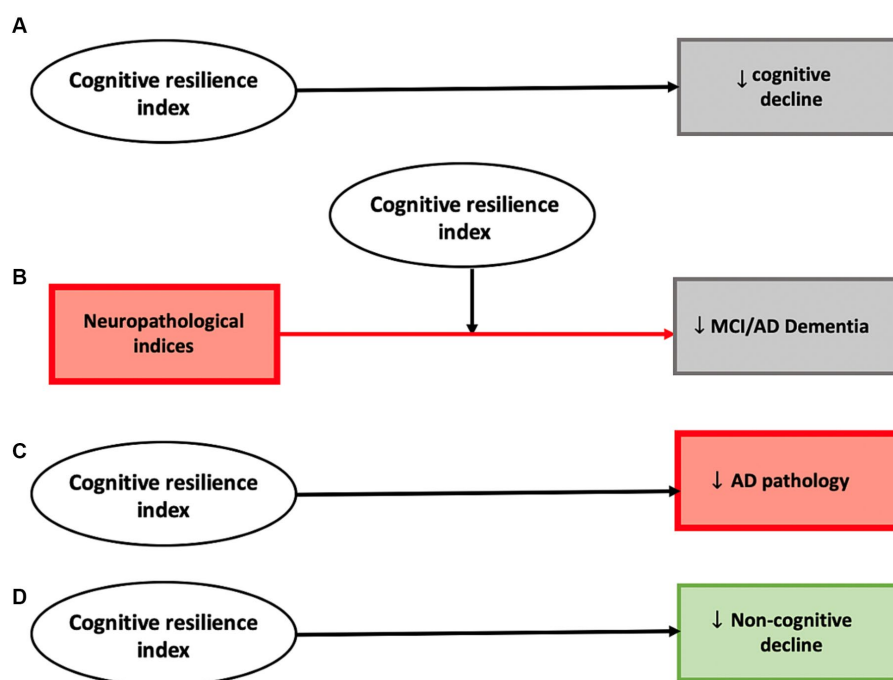 A
Cognitive resilience
index
↓ cognitive
decline
Cognitive resilience
index
B
Neuropathological
indices
↓ MCI/AD Dementia
C
Cognitive resilience
index
↓ AD pathology
D
Cognitive resilience
index
↓ Non-cognitive
decline